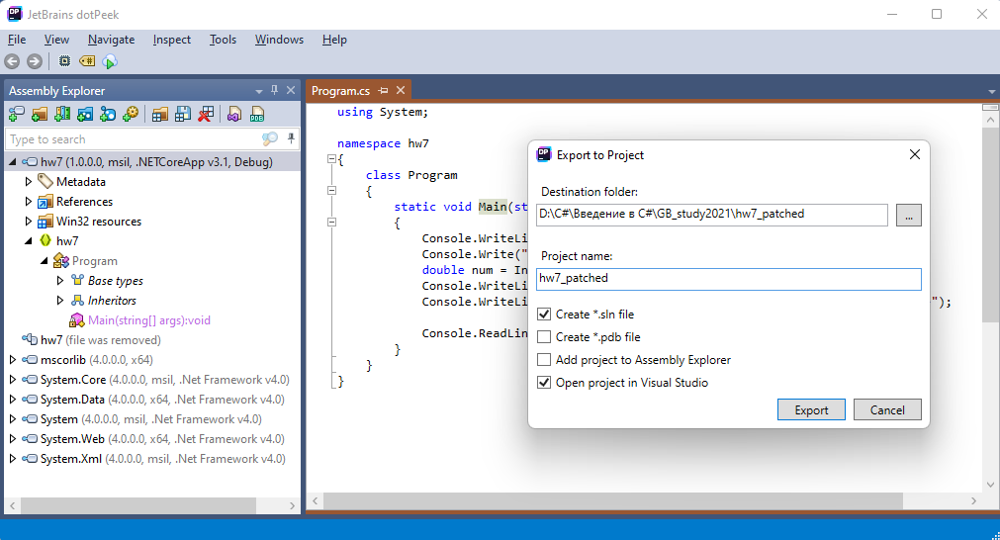 JetBrains dotPeek
File View Navigate Inspect Tools Windows Help
Assembly Explorer
Type to search
hw7 (1.0.0.0, msil, .NETCoreApp v3.1, Debug)
Metadata
References
Win32 resources
hw7
Program
Base types
Inheritors
Main(string[] args):void
hw7 (file was removed)
mscorlib (4.0.0.0, x64)
System.Core (4.0.0.0, msil, .Net Framework v4.0)
System.Data (4.0.0.0, x64, .Net Framework v4.0)
System (4.0.0.0, msil, .Net Framework v4.0)
System.Web (4.0.0.0, x64, .Net Framework v4.0)
System.Xml (4.0.0.0, msil, .Net Framework v4.0)
Program.cs
using System;
namespace hw7
{
class Program
{
static void Main(st
{
Console.WriteLi
Console.Write("
double num = In
Console.WriteLi
Console.WriteLi ");
Console.ReadLin
}
}
}
Export to Project
Destination folder:
D:\C#\Введение в C#\GB_study2021\hw7_patched
...
Project name:
hw7_patched
Create *.sln file
Create *.pdb file
Add project to Assembly Explorer
Open project in Visual Studio
Export Cancel